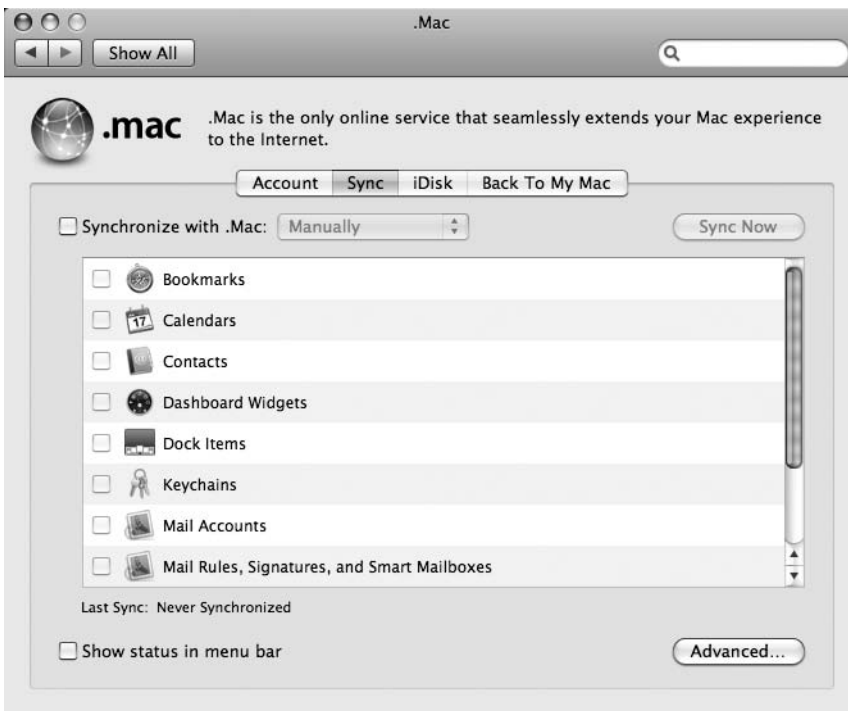 .Mac
Show All
.mac
.Mac is the only online service that seamlessly extends your Mac experience
to the Internet.
Account Sync iDisk Back To My Mac
Synchronize with .Mac: Manually Sync Now
Bookmarks
17 Calendars
Contacts
Dashboard Widgets
Dock Items
Keychains
Mail Accounts
Mail Rules, Signatures, and Smart Mailboxes
Last Sync: Never Synchronized
Show status in menu bar Advanced...